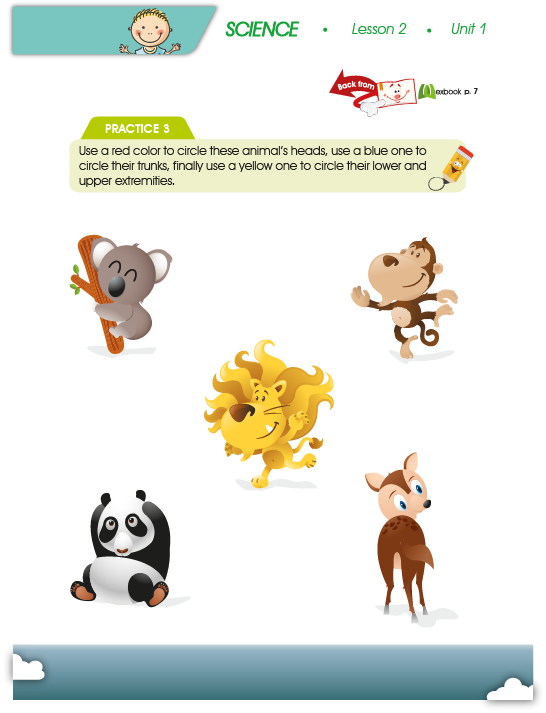 SCIENCE • Lesson 2 • Unit 1
Back from exbook p. 7
PRACTICE 3
Use a red color to circle these animal's heads, use a blue one to
circle their trunks, finally use a yellow one to circle their lower and
upper extremities.